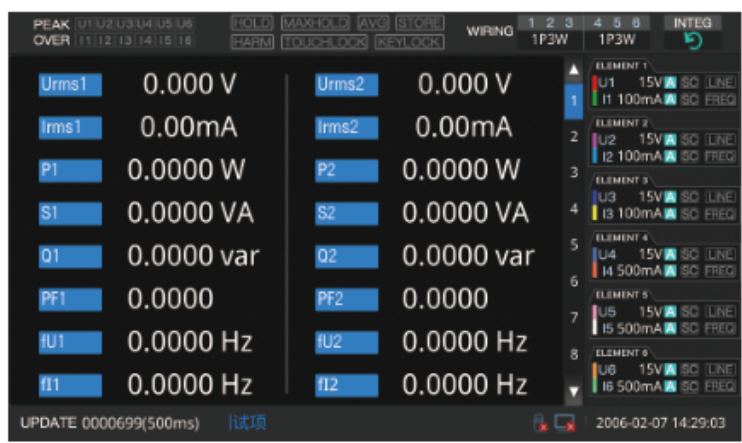 PEAK U1 U2 U3 U4 U5 U6 HOLD MAXHOLD AVG STORE WIRING 1 2 3 4 5 6 INTEG
OVER I1 I2 I3 I4 I5 I6 HARM TOUCHLOCK KEYLOCK 1P3W 1P3W
Urms1 0.000 V Urms2 0.000 V
Irms1 0.00mA Irms2 0.00mA
P1 0.0000 W P2 0.0000 W
S1 0.0000 VA S2 0.0000 VA
Q1 0.0000 var Q2 0.0000 var
PF1 0.0000 PF2 0.0000
fU1 0.0000 Hz fU2 0.0000 Hz
fI1 0.0000 Hz fI2 0.0000 Hz
1
2
3
4
5
6
7
8
ELEMENT 1
U1 15V A SC LINE
I1 100mA A SC FREQ
ELEMENT 2
U2 15V A SC LINE
I2 100mA A SC FREQ
ELEMENT 3
U3 15V A SC LINE
I3 100mA A SC FREQ
ELEMENT 4
U4 15V A SC LINE
I4 500mA A SC FREQ
ELEMENT 5
U5 15V A SC LINE
I5 500mA A SC FREQ
ELEMENT 6
U6 15V A SC LINE
I6 500mA A SC FREQ
UPDATE 0000699(500ms) 试项 2006-02-07 14:29:03